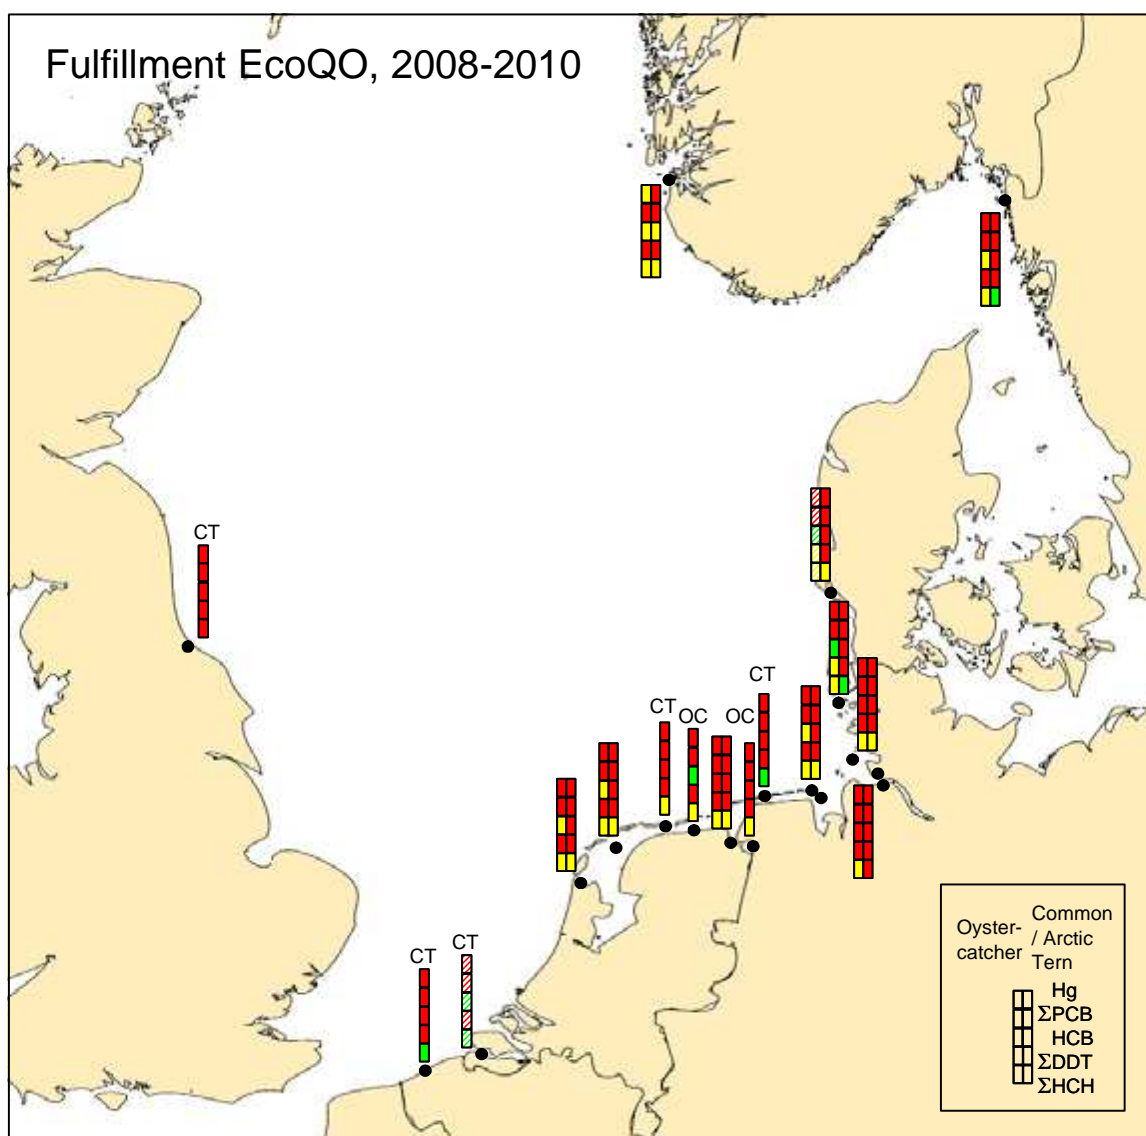 Fulfillment EcoQO, 2008-2010
CT
CT
CT
OC
OC
CT
CT
Oyster-
catcher
Common
/ Arctic
Tern
Hg
ΣPCB
HCB
ΣDDT
ΣHCH